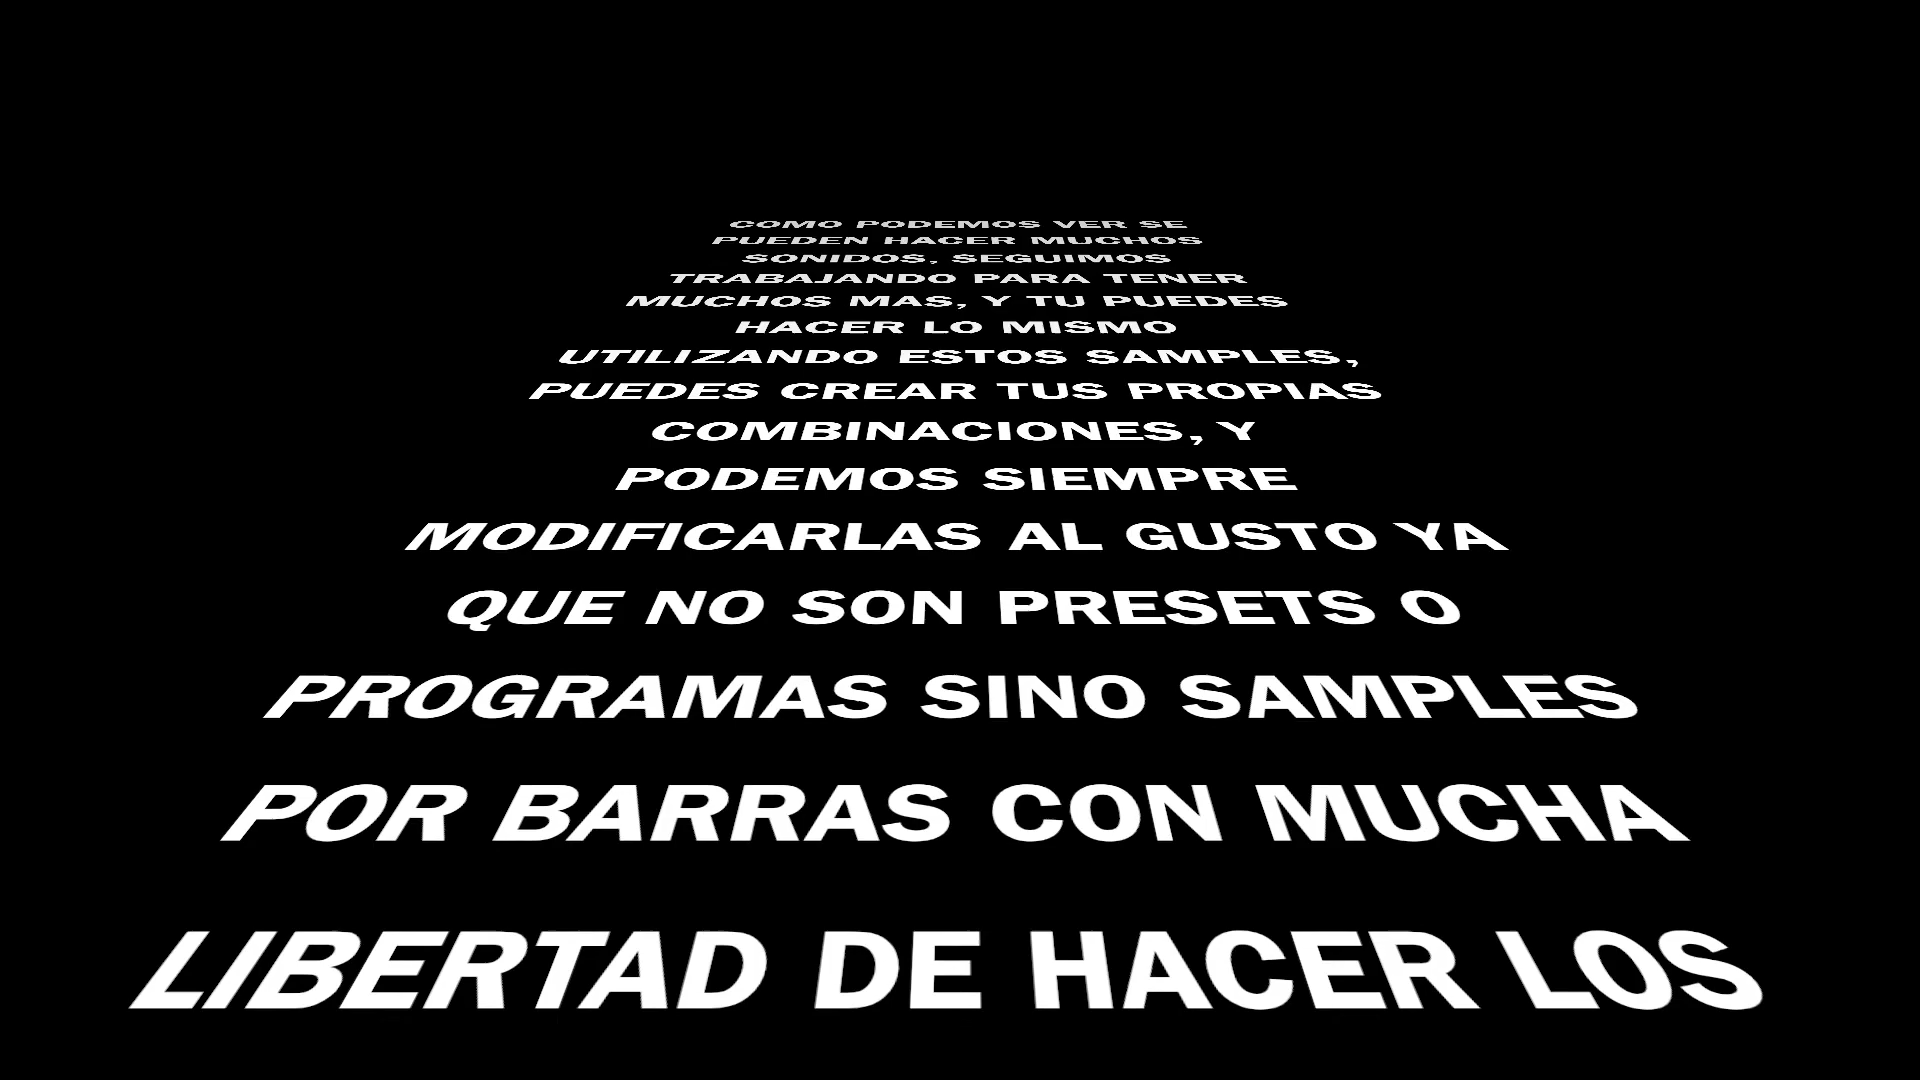 COMO PODEMOS VER SE
PUEDEN HACER MUCHOS
SONIDOS, SEGUIMOS
TRABAJANDO PARA TENER
MUCHOS MAS, Y TU PUEDES
HACER LO MISMO
UTILIZANDO ESTOS SAMPLES,
PUEDES CREAR TUS PROPIAS
COMBINACIONES, Y
PODEMOS SIEMPRE
MODIFICARLAS AL GUSTO YA
QUE NO SON PRESETS O
PROGRAMAS SINO SAMPLES
POR BARRAS CON MUCHA
LIBERTAD DE HACER LOS